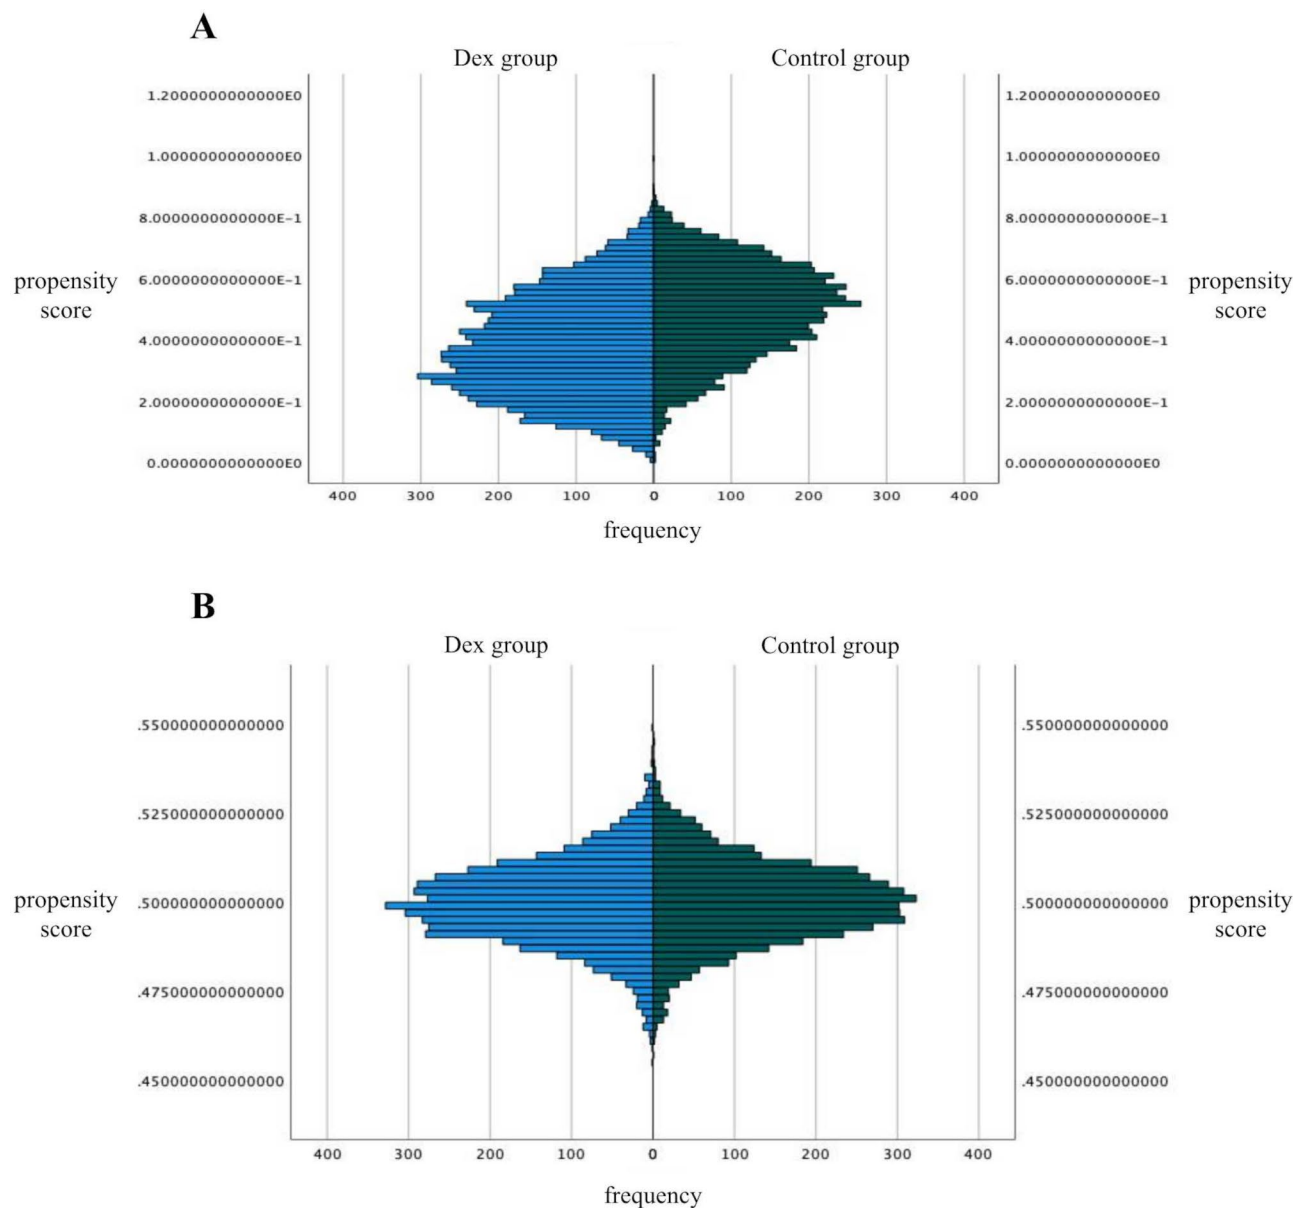 A
Dex group Control group
1.2000000000000E0 1.2000000000000E0
1.0000000000000E0 1.0000000000000E0
8.0000000000000E-1 8.0000000000000E-1
propensity score 6.0000000000000E-1 6.0000000000000E-1 propensity score
4.0000000000000E-1 4.0000000000000E-1
2.0000000000000E-1 2.0000000000000E-1
0.0000000000000E0 0.0000000000000E0
400 300 200 100 0 100 200 300 400
frequency
B
Dex group Control group
.550000000000000 .550000000000000
.525000000000000 .525000000000000
propensity score .500000000000000 .500000000000000 propensity score
.475000000000000 .475000000000000
.450000000000000 .450000000000000
400 300 200 100 0 100 200 300 400
frequency